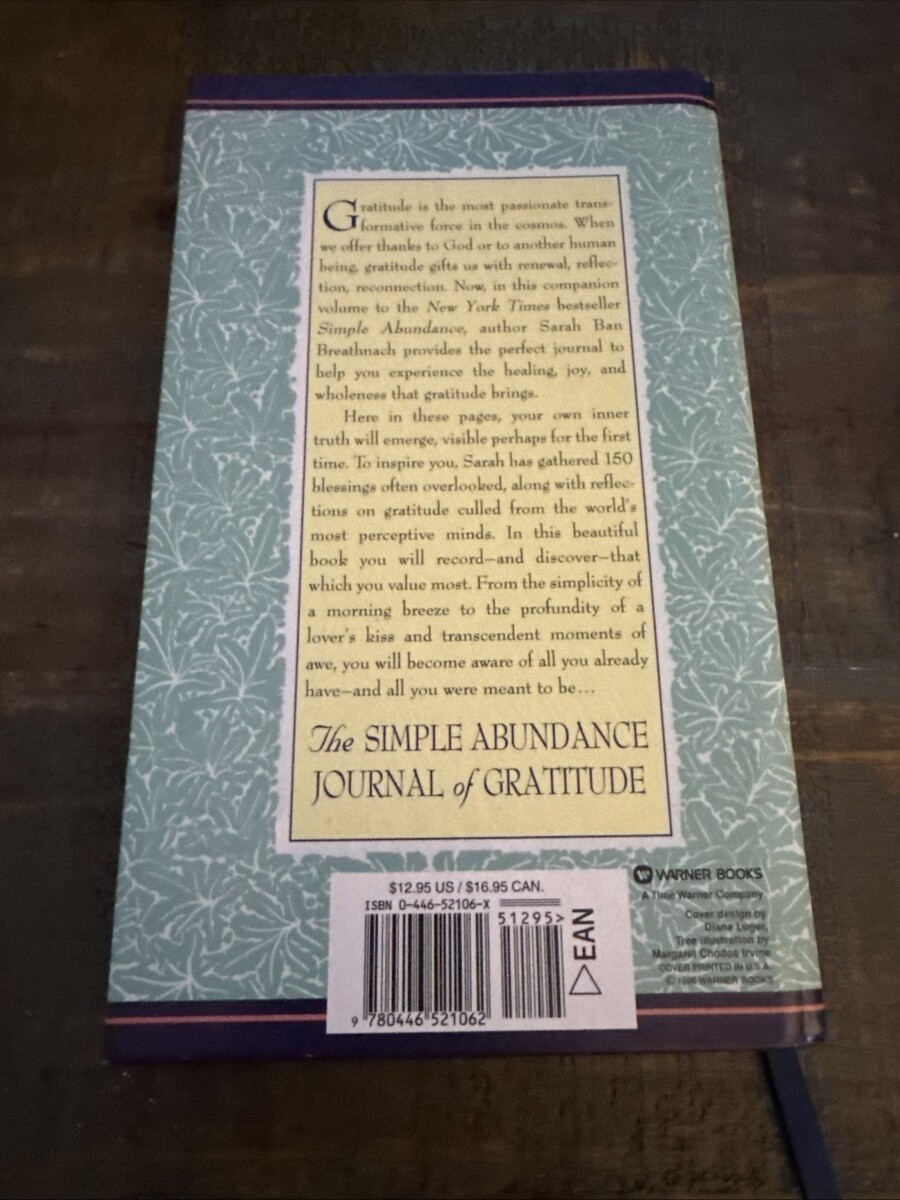 Gratitude is the most passionate trans-
formative force in the cosmos. When
we offer thanks to God or to another human
being, gratitude gifts us with renewal, reflec-
tion, reconnection. Now, in this companion
volume to the New York Times bestseller
Simple Abundance, author Sarah Ban
Breathnach provides the perfect journal to
help you experience the healing, joy, and
wholeness that gratitude brings.
Here in these pages, your own inner
truth will emerge, visible perhaps for the first
time. To inspire you, Sarah has gathered 150
blessings often overlooked, along with reflec-
tions on gratitude culled from the world's
most perceptive minds. In this beautiful
book you will record—and discover—that
which you value most. From the simplicity of
a morning breeze to the profundity of a
lover's kiss and transcendent moments of
awe, you will become aware of all you already
have—and all you were meant to be...
The SIMPLE ABUNDANCE
JOURNAL of GRATITUDE
$12.95 US / $16.95 CAN.
ISBN 0-446-52106-X
51295>
EAN
9 780446 521062
WARNER BOOKS
A Time Warner Company
Cover design by
Diane Luger,
Tree illustration by
Margaret Chodos Irvine
COVER PRINTED IN U.S.A.
© WARNER BOOKS